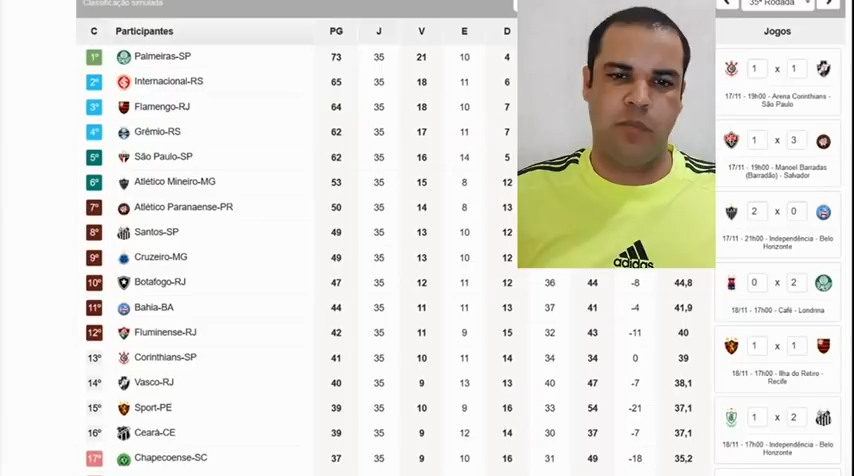 Classificação simulada
35ª Rodada
C Participantes PG J V E D
1º Palmeiras-SP 73 35 21 10 4
2º Internacional-RS 65 35 18 11 6
3º Flamengo-RJ 64 35 18 10 7
4º Grêmio-RS 62 35 17 11 7
5º São Paulo-SP 62 35 16 14 5
6º Atlético Mineiro-MG 53 35 15 8 12
7º Atlético Paranaense-PR 50 35 14 8 13
8º Santos-SP 49 35 13 10 12
9º Cruzeiro-MG 49 35 13 10 12
10º Botafogo-RJ 47 35 12 11 12 36 44 -8 44,8
11º Bahia-BA 44 35 11 11 13 37 41 -4 41,9
12º Fluminense-RJ 42 35 11 9 15 32 43 -11 40
13º Corinthians-SP 41 35 10 11 14 34 34 0 39
14º Vasco-RJ 40 35 9 13 13 40 47 -7 38,1
15º Sport-PE 39 35 10 9 16 33 54 -21 37,1
16º Ceará-CE 39 35 9 12 14 30 37 -7 37,1
17º Chapecoense-SC 37 35 9 10 16 31 49 -18 35,2
adidas
Jogos
1 x 1
17/11 - 19h00 - Arena Corinthians -
São Paulo
1 x 3
17/11 - 19h00 - Manoel Barradas
(Barradão) - Salvador
2 x 0
17/11 - 21h00 - Independência - Belo
Horizonte
0 x 2
18/11 - 17h00 - Café - Londrina
1 x 1
18/11 - 17h00 - Ilha do Retiro -
Recife
1 x 2
18/11 - 17h00 - Independência - Belo
Horizonte